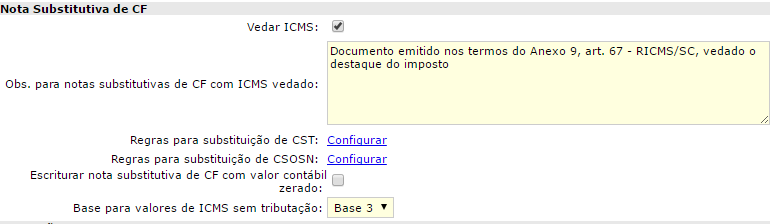 Nota Substitutiva de CF
Vedar ICMS:
Obs. para notas substitutivas de CF com ICMS vedado:
Documento emitido nos termos do Anexo 9, art. 67 - RICMS/SC, vedado o
destaque do imposto
Regras para substituição de CST: Configurar
Regras para substituição de CSOSN: Configurar
Escriturar nota substitutiva de CF com valor contábil
zerado:
Base para valores de ICMS sem tributação: Base 3